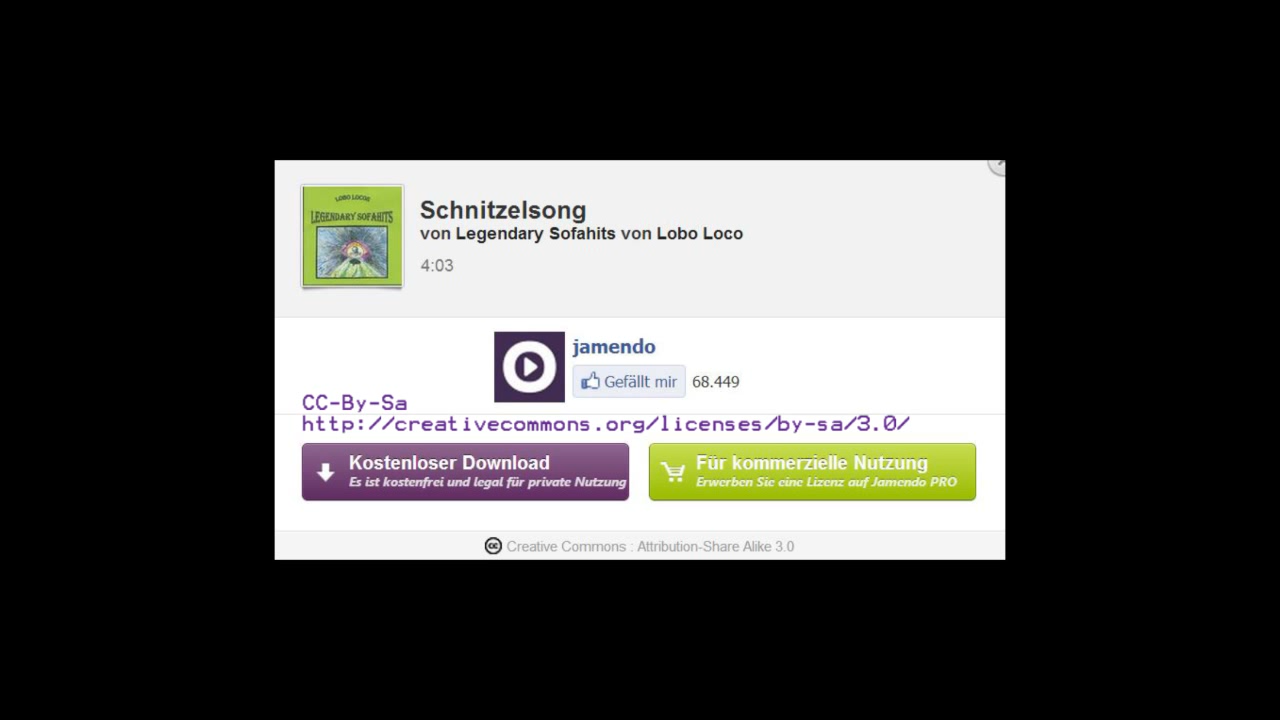 LOBO LOCOS
LEGENDARY SOFAHITS
Schnitzelsong
von Legendary Sofahits von Lobo Loco
4:03
jamendo
Gefällt mir 68.449
CC-By-Sa
http://creativecommons.org/licenses/by-sa/3.0/
Kostenloser Download
Es ist kostenfrei und legal für private Nutzung
Für kommerzielle Nutzung
Erwerben Sie eine Lizenz auf Jamendo PRO
cc Creative Commons : Attribution-Share Alike 3.0